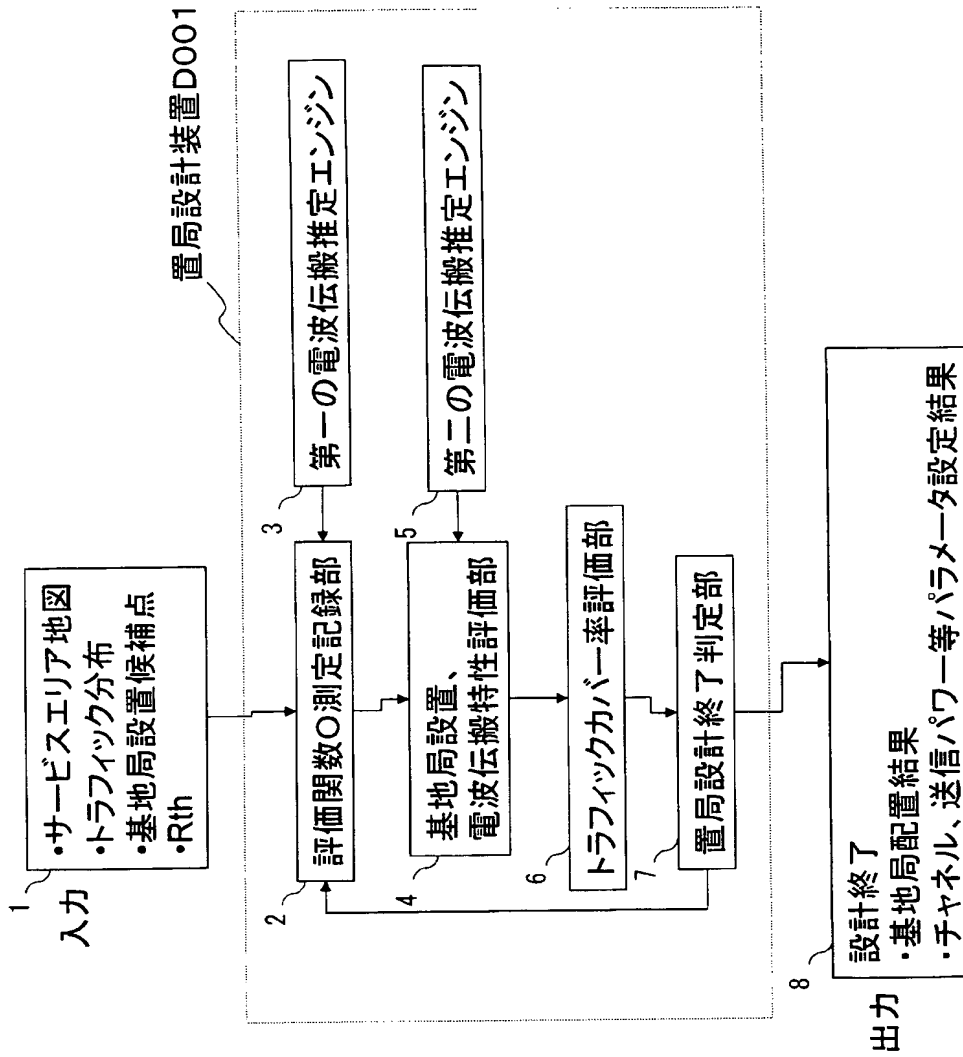 置局設計装置D001
1
入力
・サービスエリア地図
・トラフィック分布
・基地局設置候補点
・Rth
2
評価関数O測定記録部
3
第一の電波伝搬推定エンジン
4
基地局設置、
電波伝搬特性評価部
5
第二の電波伝搬推定エンジン
6
トラフィックカバー率評価部
7
置局設計終了判定部
8
出力
設計終了
・基地局配置結果
・チャネル、送信パワー等パラメータ設定結果